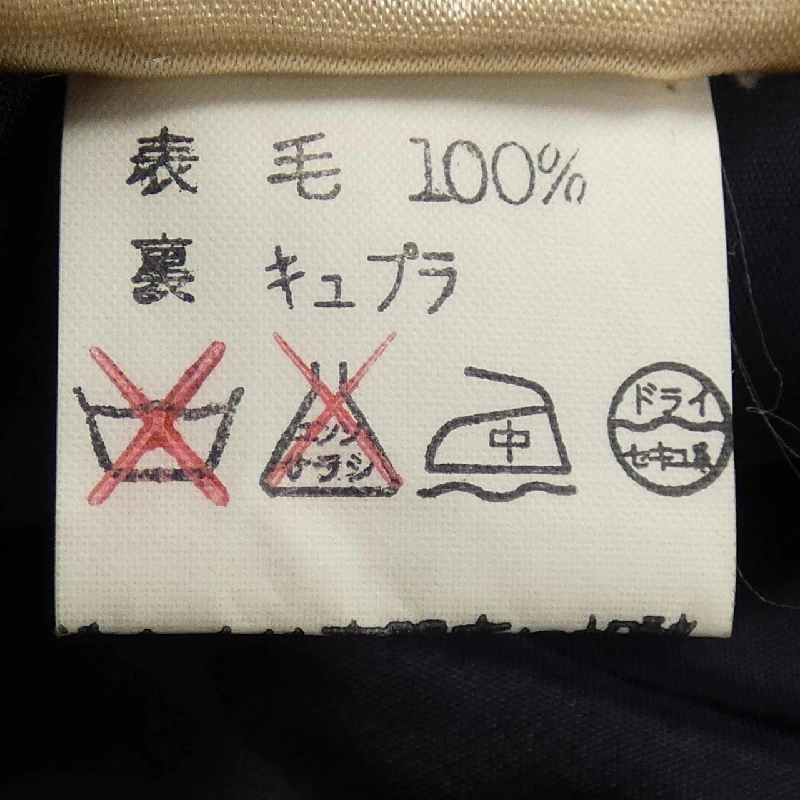 表 毛 100%
裏 キュプラ
エンソ サラシ 中 ドライ セキユ系